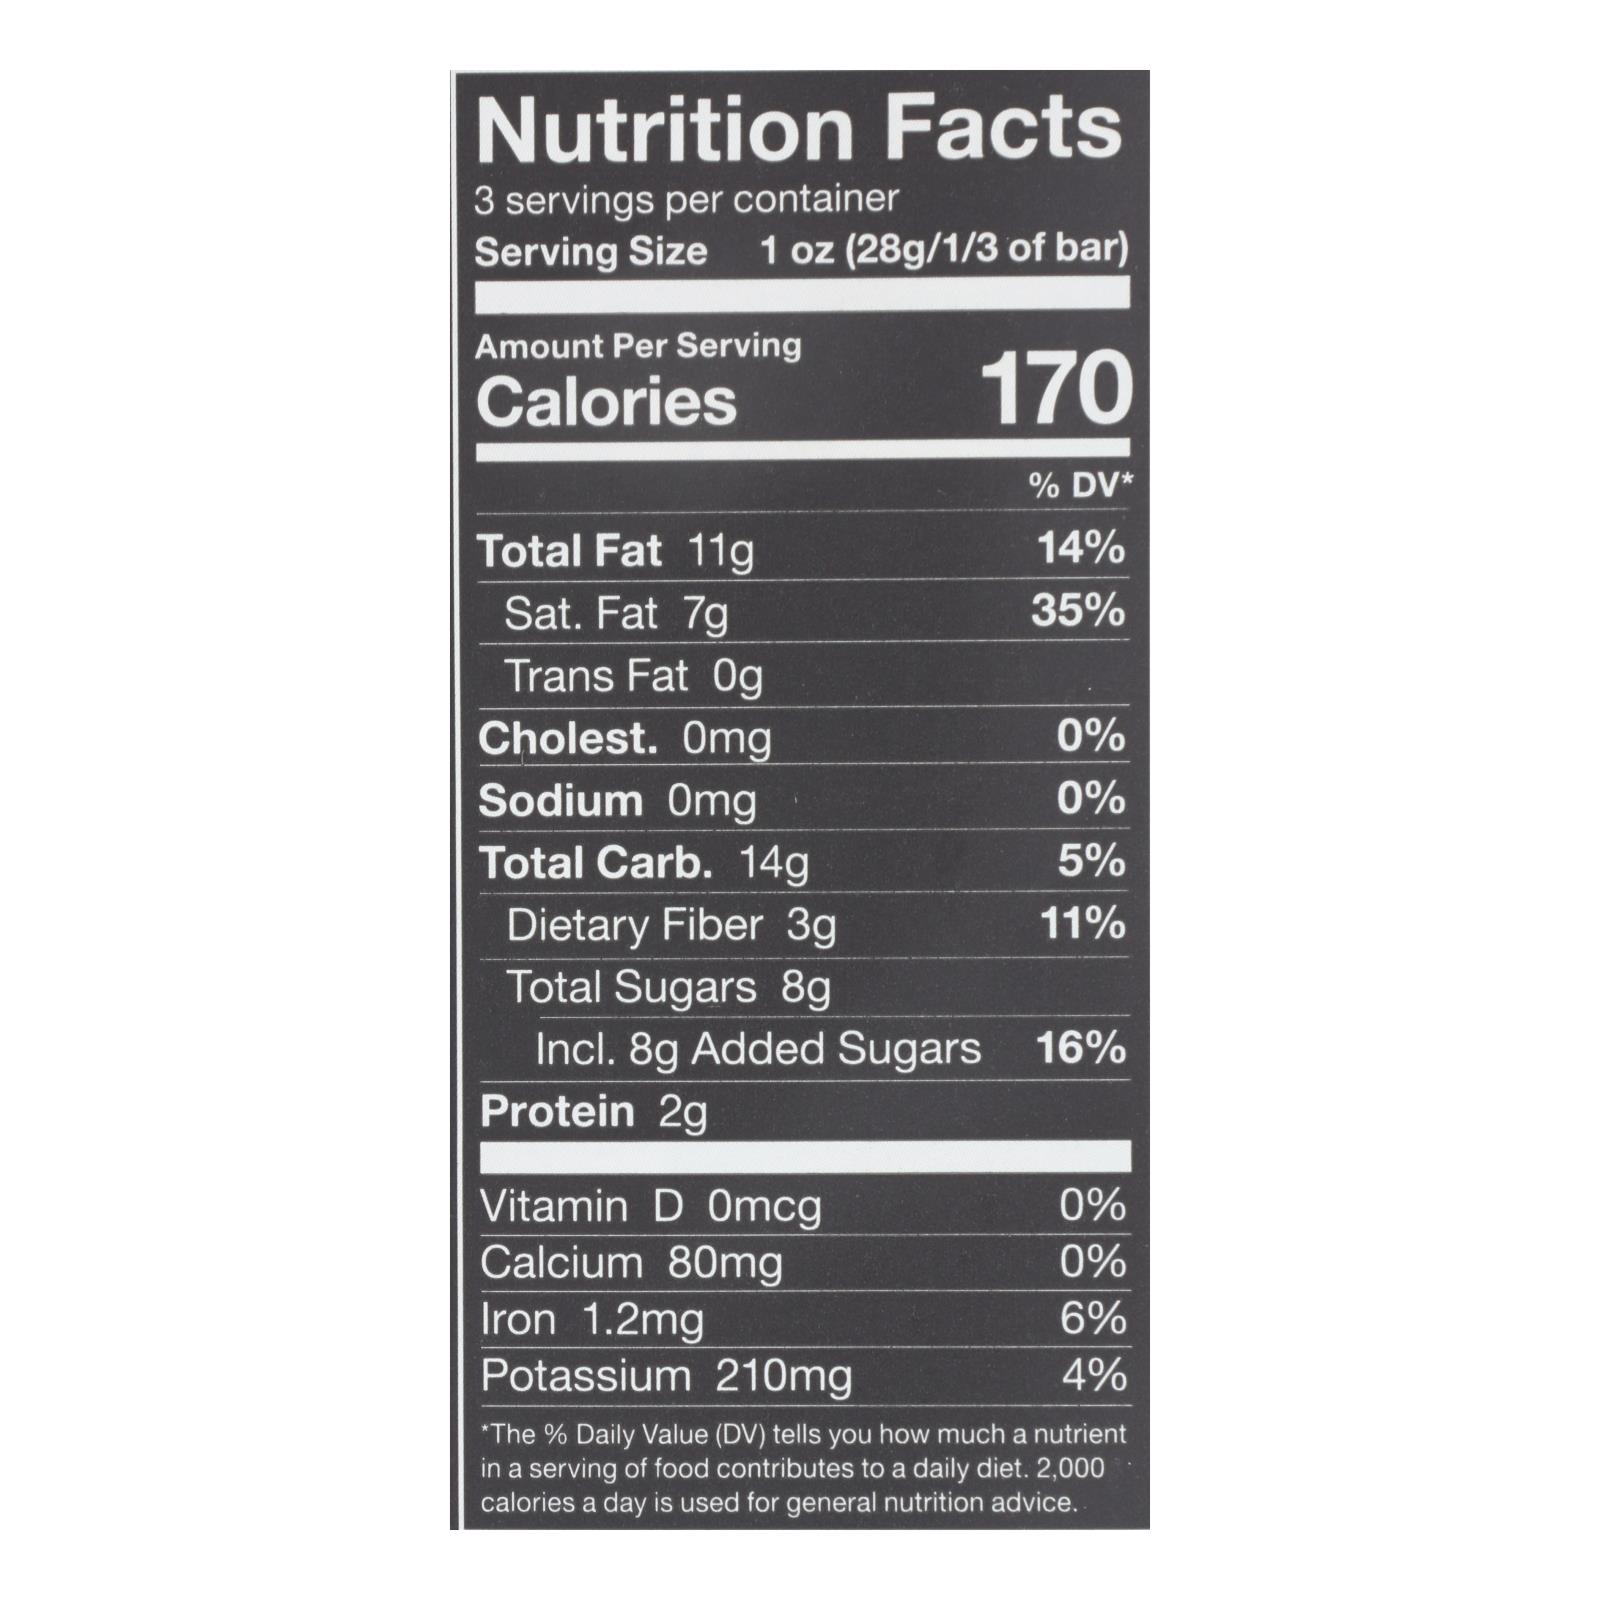 Nutrition Facts
3 servings per container
Serving Size 1 oz (28g/1/3 of bar)
Amount Per Serving
Calories 170
% DV*
Total Fat 11g 14%
Sat. Fat 7g 35%
Trans Fat 0g
Cholest. 0mg 0%
Sodium 0mg 0%
Total Carb. 14g 5%
Dietary Fiber 3g 11%
Total Sugars 8g
Incl. 8g Added Sugars 16%
Protein 2g
Vitamin D 0mcg 0%
Calcium 80mg 0%
Iron 1.2mg 6%
Potassium 210mg 4%
*The % Daily Value (DV) tells you how much a nutrient
in a serving of food contributes to a daily diet. 2,000
calories a day is used for general nutrition advice.